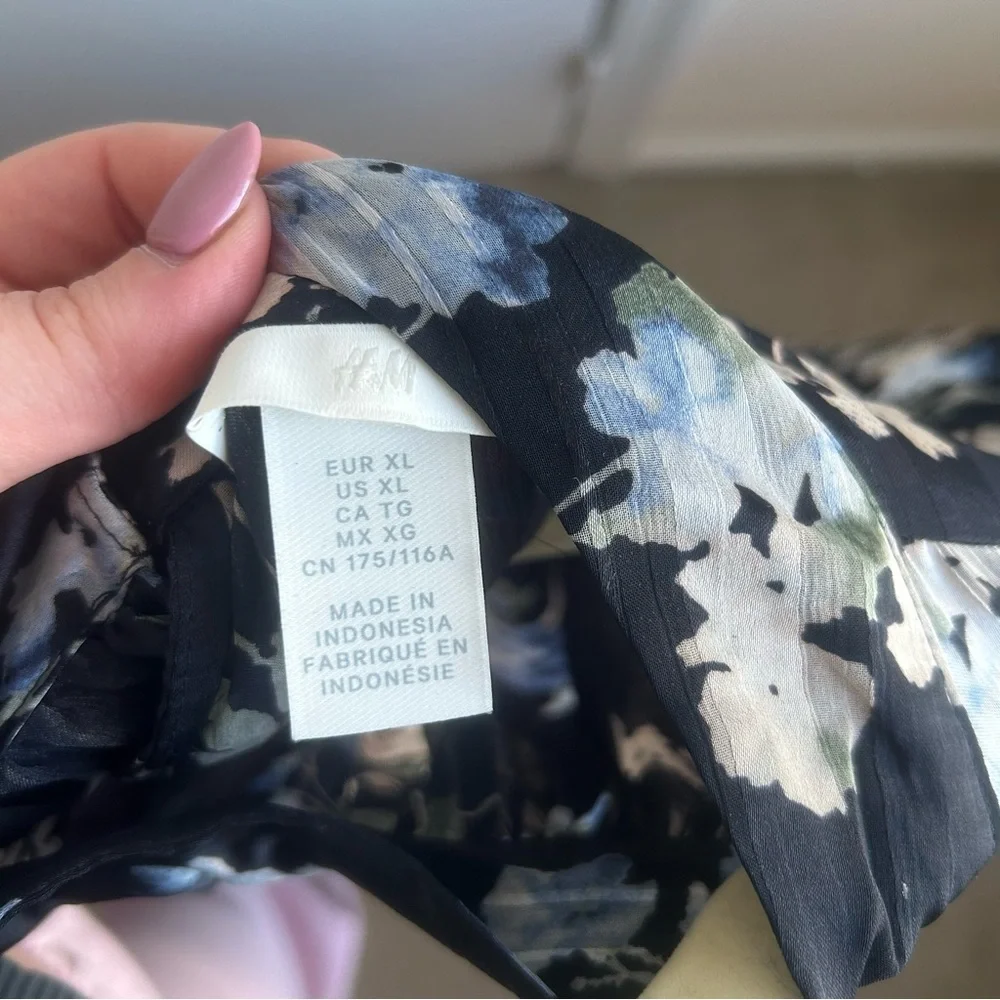 H&M
EUR XL
US XL
CA TG
MX XG
CN 175/116A
MADE IN
INDONESIA
FABRIQUÉ EN
INDONÉSIE